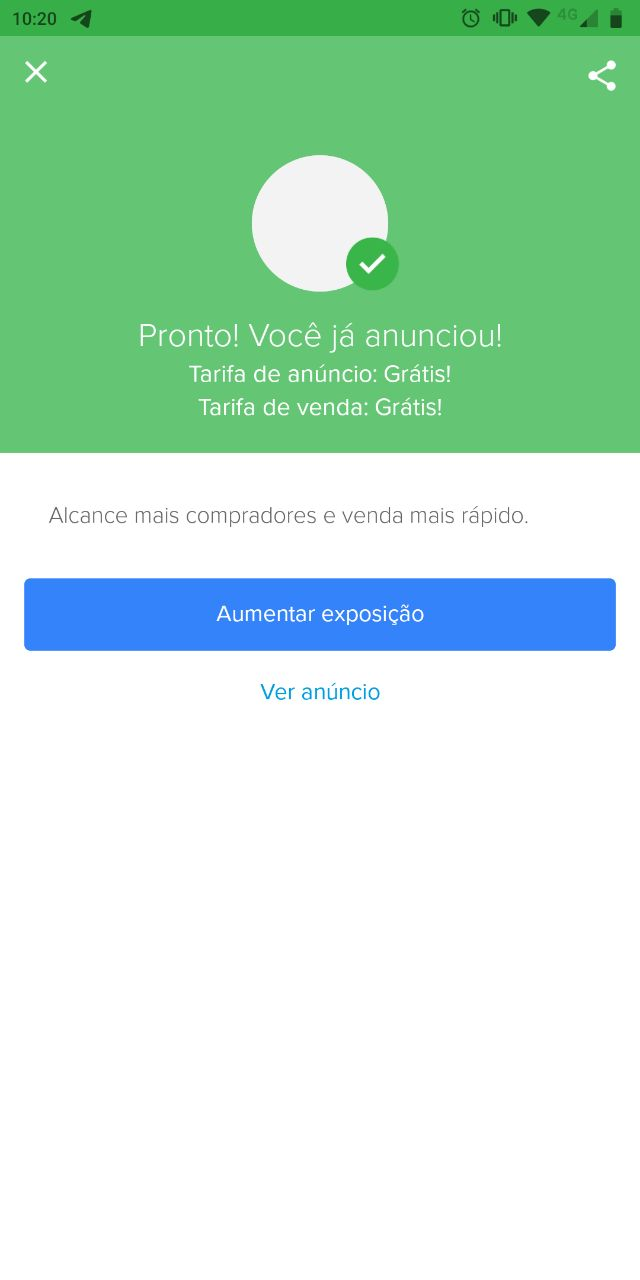 10:20
4G
Pronto! Você já anunciou!
Tarifa de anúncio: Grátis!
Tarifa de venda: Grátis!
Alcance mais compradores e venda mais rápido.
Aumentar exposição
Ver anúncio